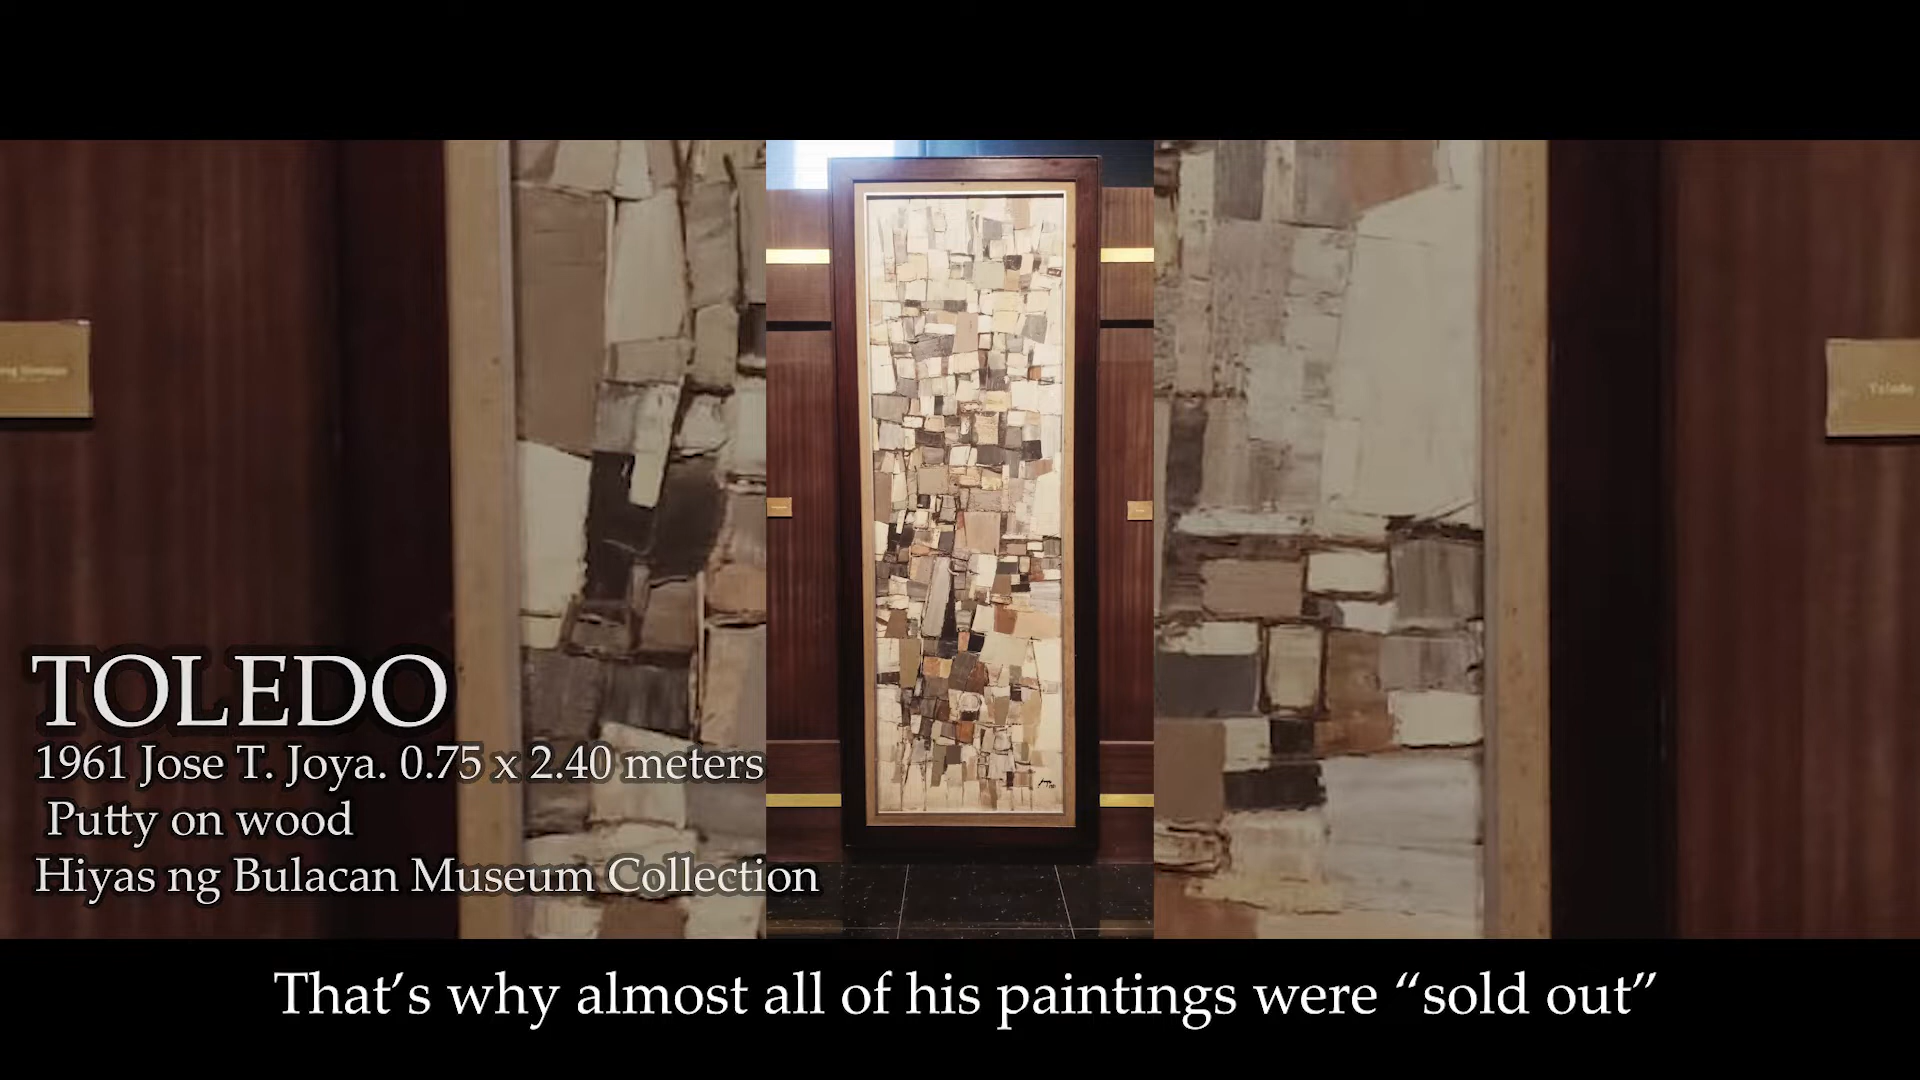 TOLEDO
1961 Jose T. Joya. 0.75 x 2.40 meters
Putty on wood
Hiyas ng Bulacan Museum Collection
Toledo
That’s why almost all of his paintings were “sold out”